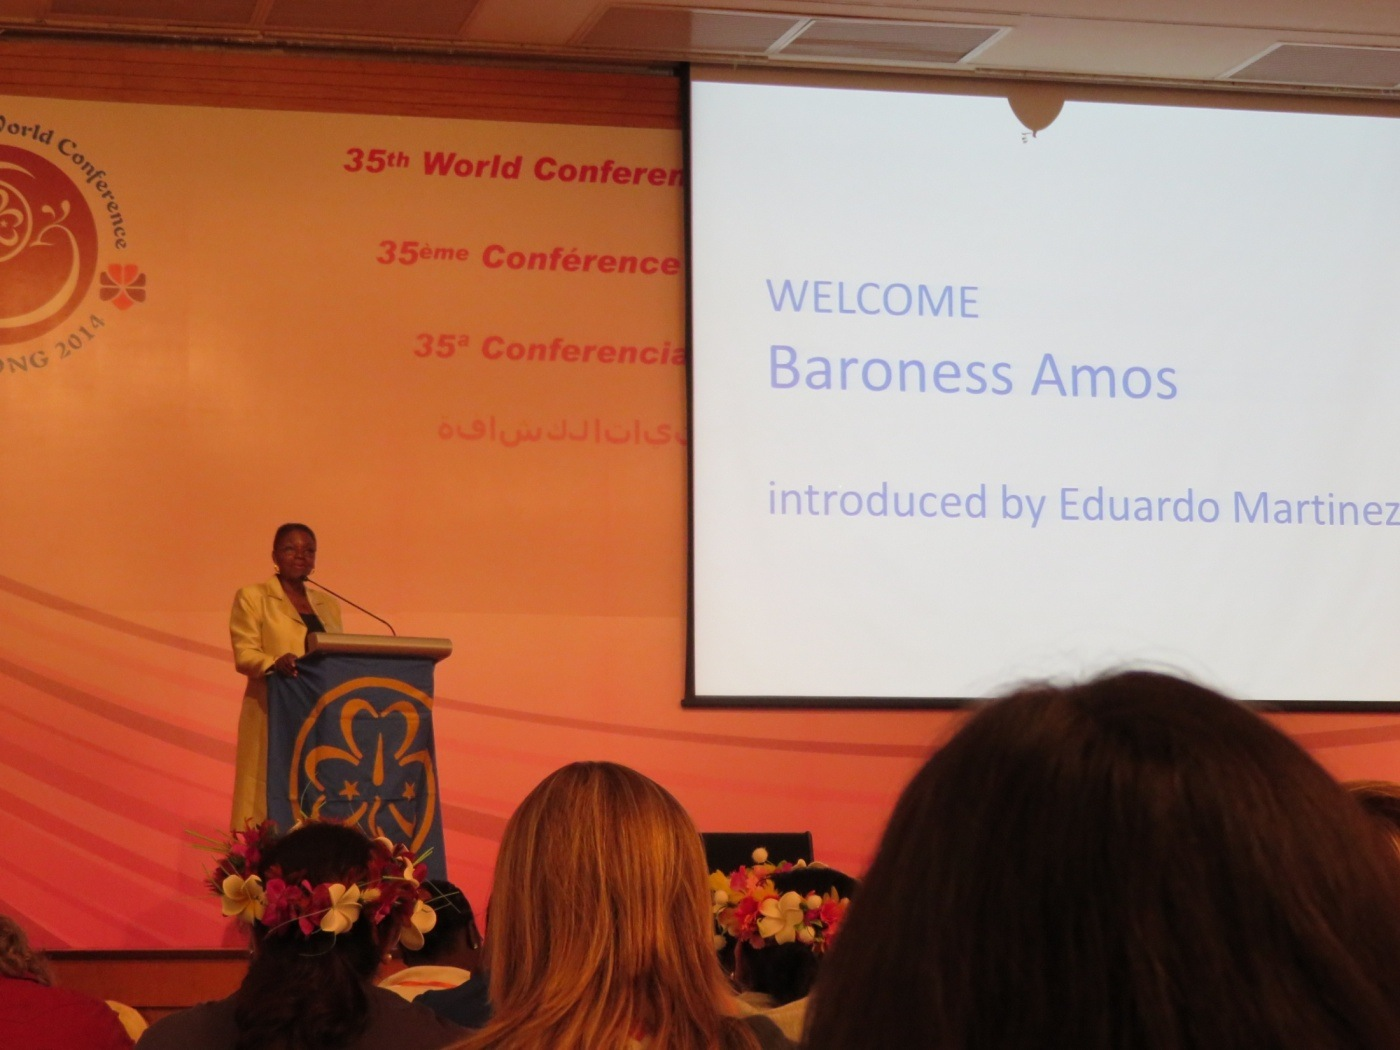 World Conference
ONG 2014
35th World Conferen
35ème Conférence
35ª Conferencia
WELCOME
Baroness Amos
introduced by Eduardo Martinez